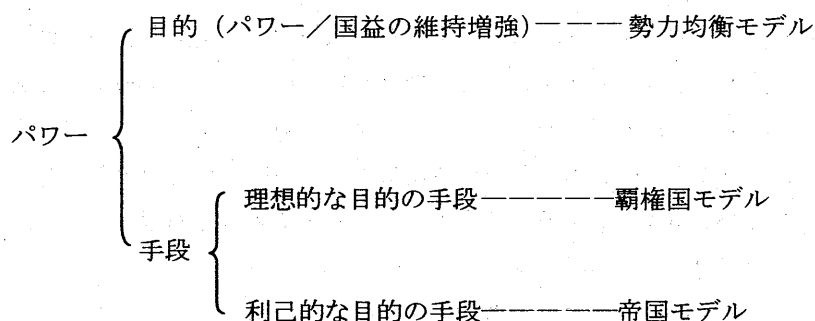 目的（パワー／国益の維持増強）－－－勢力均衡モデル
パワー
理想的な目的の手段－－－－－覇権国モデル
手段
利己的な目的の手段－－－－－帝国モデル